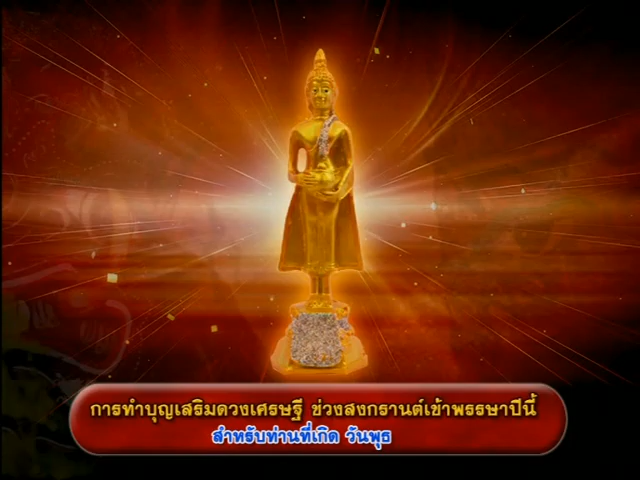 การทำบุญเสริมดวงเศรษฐี ช่วงสงกรานต์เข้าพรรษาปีนี้
สำหรับท่านที่เกิด วันพุธ